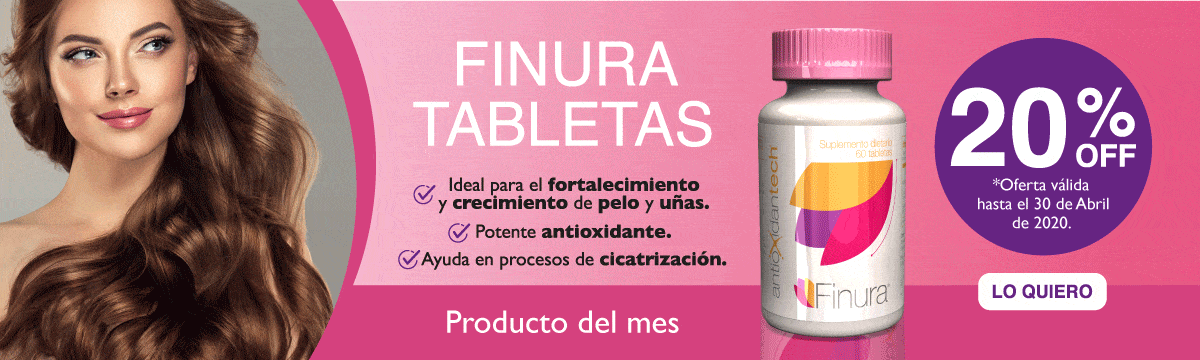 FINURA
TABLETAS
Ideal para el fortalecimiento
y crecimiento de pelo y uñas.
Potente antioxidante.
Ayuda en procesos de cicatrización.
Producto del mes
Suplemento dietario
60 tabletas
antioxidantech
Finura®
20% OFF
*Oferta válida
hasta el 30 de Abril
de 2020.
LO QUIERO